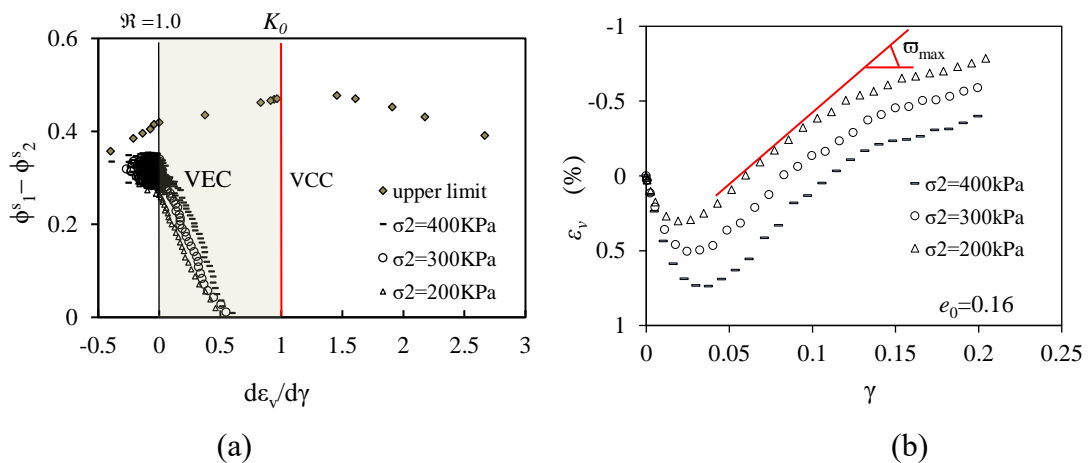 ℜ =1.0
K0
0.6
0.4
0.2
0
ϕˢ₁− ϕˢ₂
VEC
VCC
upper limit
σ2=400KPa
σ2=300KPa
σ2=200KPa
-0.5 0 0.5 1 1.5 2 2.5 3
dεv/dγ
(a)
-1
-0.5
0
0.5
1
εv (%)
ϖmax
σ2=400kPa
σ2=300kPa
σ2=200kPa
e0=0.16
0 0.05 0.1 0.15 0.2 0.25
γ
(b)